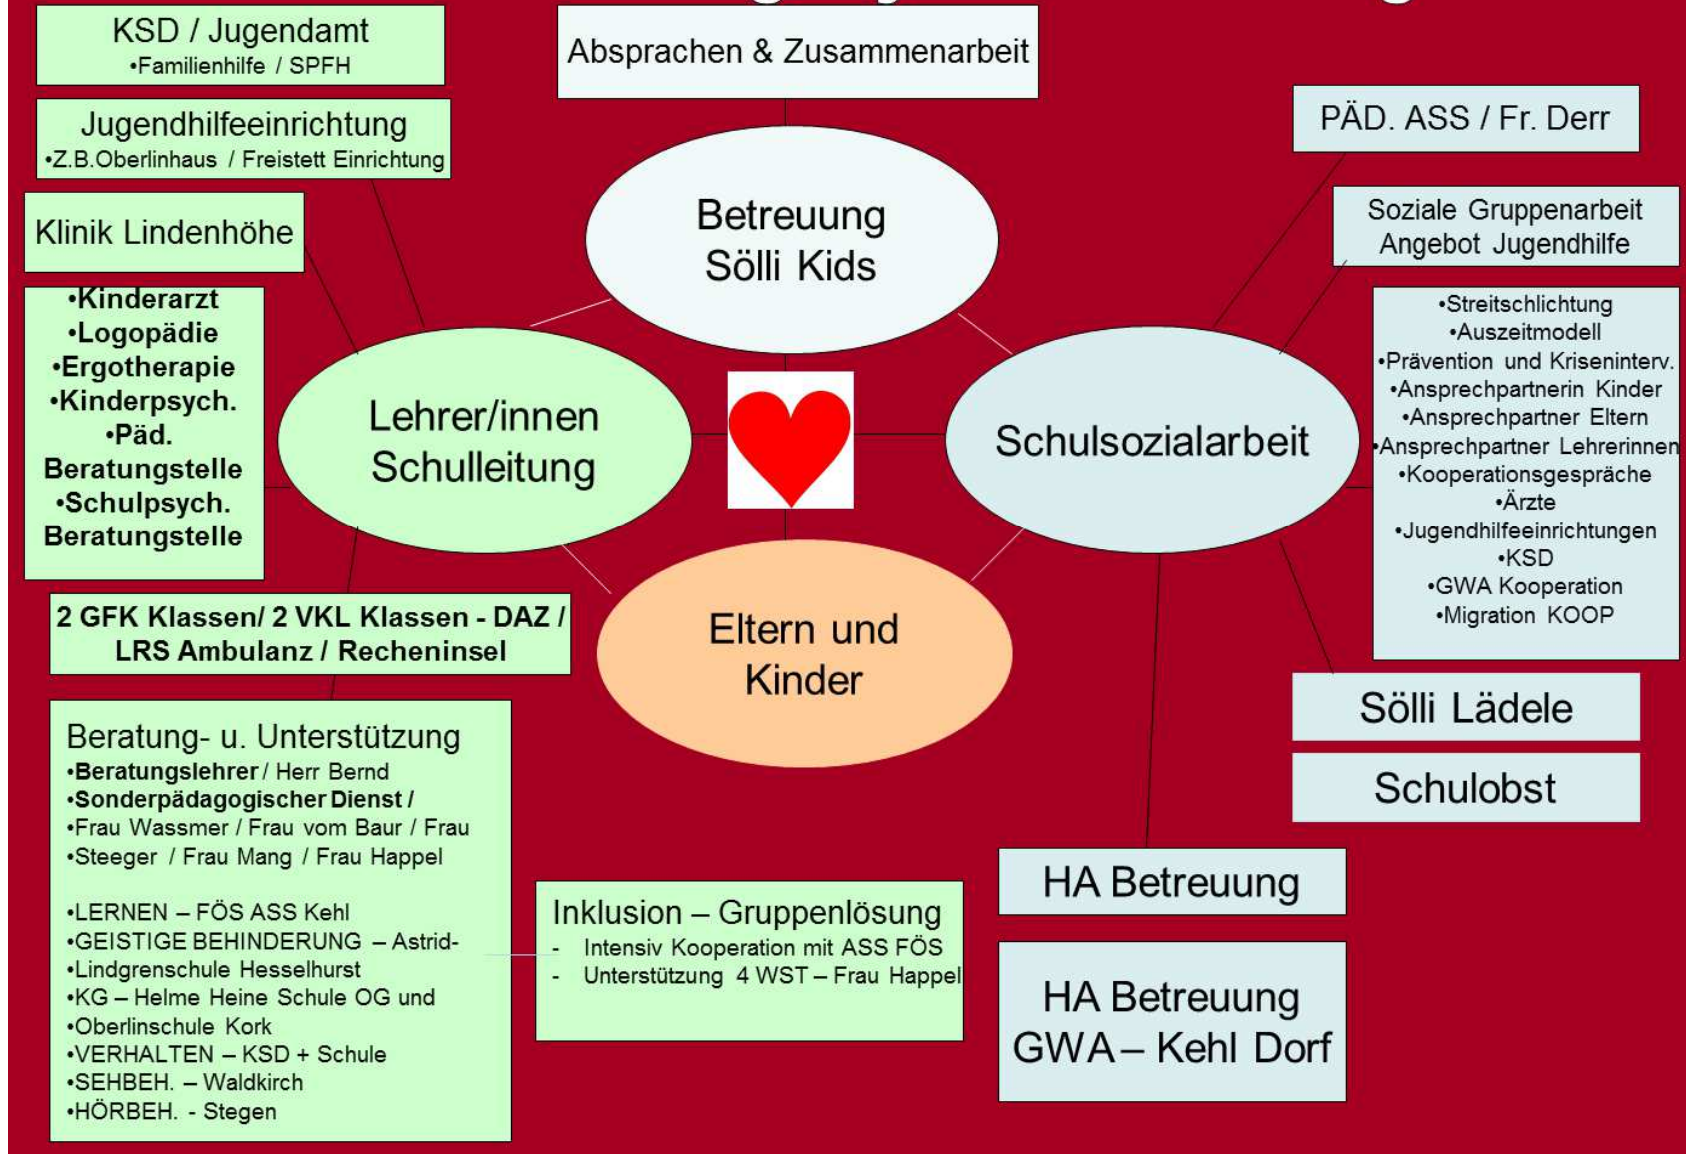 KSD / Jugendamt
•Familienhilfe / SPFH
Absprachen & Zusammenarbeit
Jugendhilfeeinrichtung
•Z.B.Oberlinhaus / Freistett Einrichtung
PÄD. ASS / Fr. Derr
Klinik Lindenhöhe
Betreuung
Sölli Kids
Soziale Gruppenarbeit
Angebot Jugendhilfe
•Kinderarzt
•Logopädie
•Ergotherapie
•Kinderpsych.
•Päd.
Beratungstelle
•Schulpsych.
Beratungstelle
Lehrer/innen
Schulleitung
Schulsozialarbeit
•Streitschlichtung
•Auszeitmodell
•Prävention und Kriseninterv.
•Ansprechpartnerin Kinder
•Ansprechpartner Eltern
•Ansprechpartner Lehrerinnen
•Kooperationsgespräche
•Ärzte
•Jugendhilfeeinrichtungen
•KSD
•GWA Kooperation
•Migration KOOP
2 GFK Klassen/ 2 VKL Klassen - DAZ /
LRS Ambulanz / Recheninsel
Eltern und
Kinder
Sölli Lädele
Schulobst
Beratung- u. Unterstützung
•Beratungslehrer / Herr Bernd
•Sonderpädagogischer Dienst /
•Frau Wassmer / Frau vom Baur / Frau
•Steeger / Frau Mang / Frau Happel
•LERNEN – FÖS ASS Kehl
•GEISTIGE BEHINDERUNG – Astrid-
•Lindgrenschule Hesselhurst
•KG – Helme Heine Schule OG und
•Oberlinschule Kork
•VERHALTEN – KSD + Schule
•SEHBEH. – Waldkirch
•HÖRBEH. - Stegen
Inklusion – Gruppenlösung
- Intensiv Kooperation mit ASS FÖS
- Unterstützung 4 WST – Frau Happel
HA Betreuung
HA Betreuung
GWA – Kehl Dorf